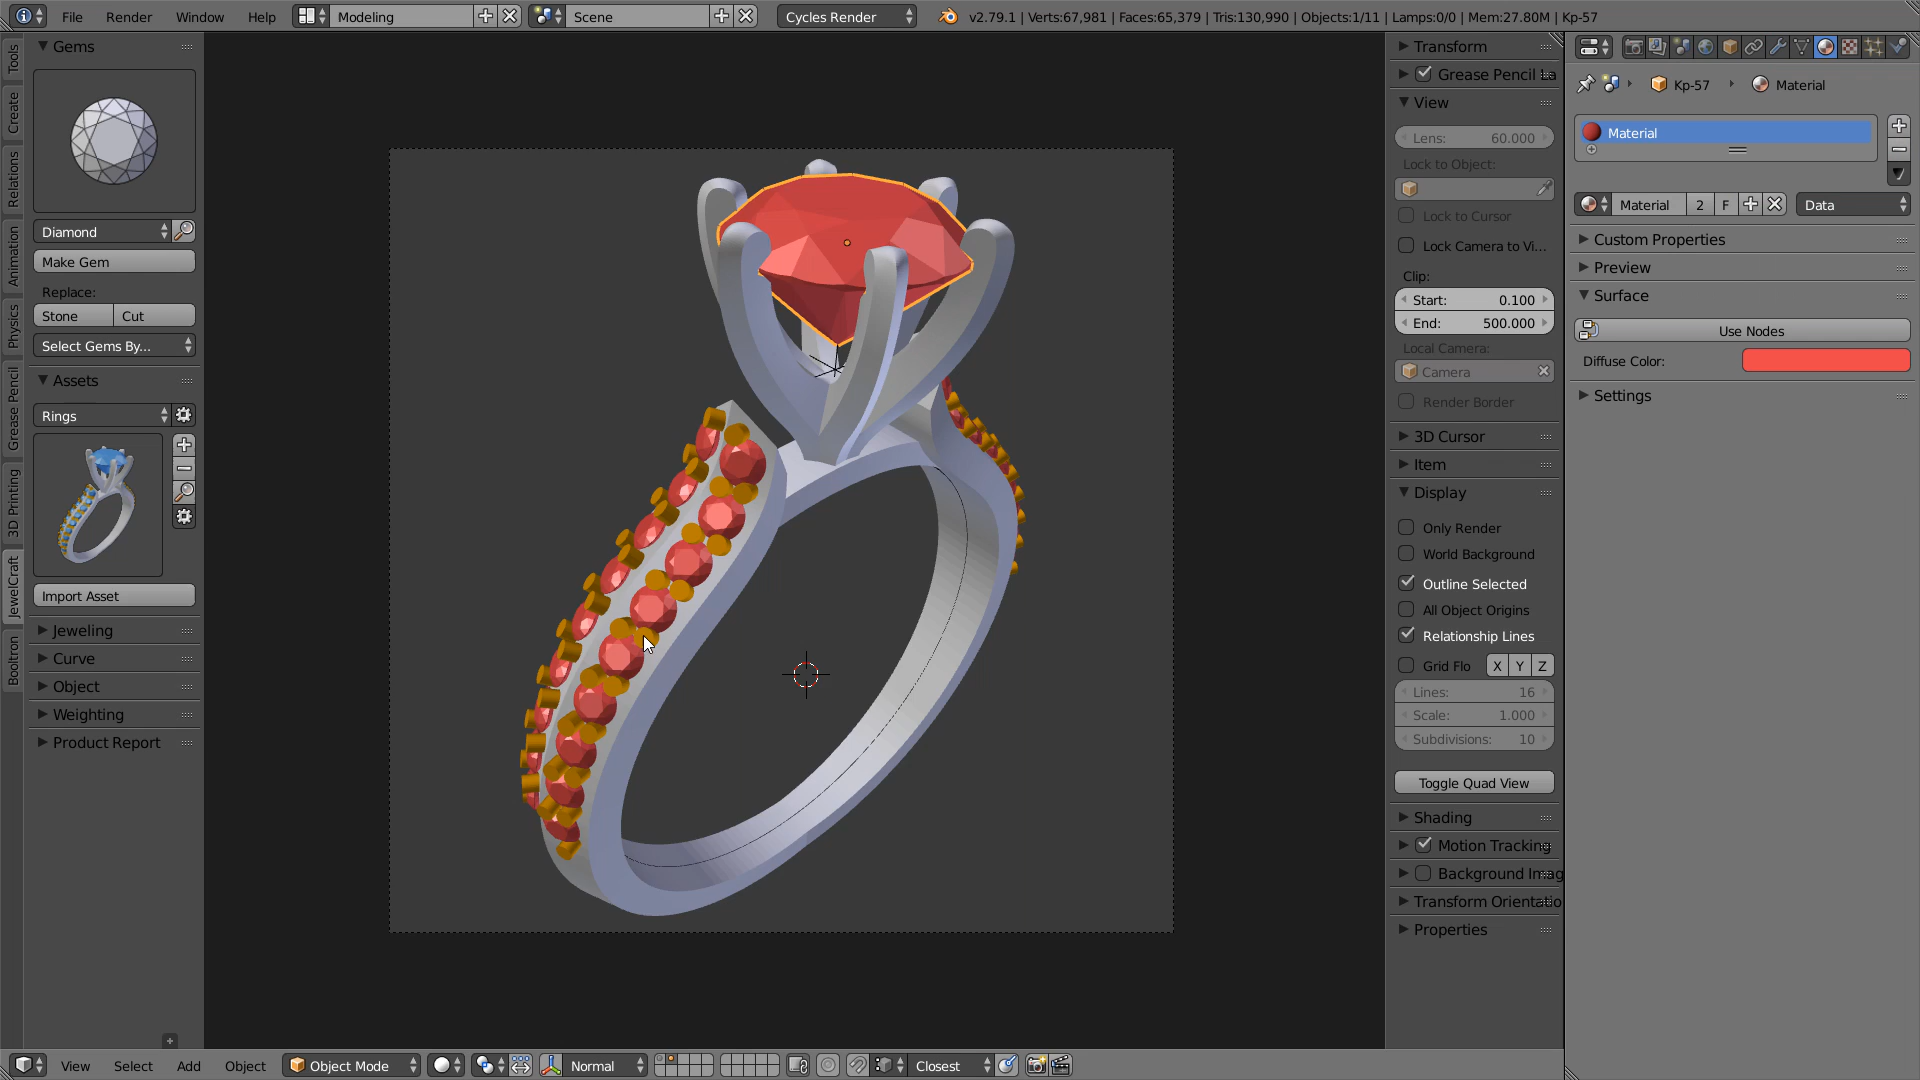 File Render Window Help Modeling Scene Cycles Render v2.79.1 | Verts:67,981 | Faces:65,379 | Tris:130,990 | Objects:1/11 | Lamps:0/0 | Mem:27.80M | Kp-57
Tools
Create
Relations
Animation
Physics
Grease Pencil
3D Printing
JewelCraft
Booltron
Gems
Diamond
Make Gem
Replace:
Stone Cut
Select Gems By...
Assets
Rings
Import Asset
Jeweling
Curve
Object
Weighting
Product Report
Transform
Grease Pencil La
View
Lens: 60.000
Lock to Object:
Lock to Cursor
Lock Camera to Vi...
Clip:
Start: 0.100
End: 500.000
Local Camera:
Camera
Render Border
3D Cursor
Item
Display
Only Render
World Background
Outline Selected
All Object Origins
Relationship Lines
Grid Flo X Y Z
Lines: 16
Scale: 1.000
Subdivisions: 10
Toggle Quad View
Shading
Motion Tracking
Background Imag
Transform Orientatio
Properties
Kp-57 Material
Material
Material 2 F Data
Custom Properties
Preview
Surface
Use Nodes
Diffuse Color:
Settings
View Select Add Object Object Mode Normal Closest